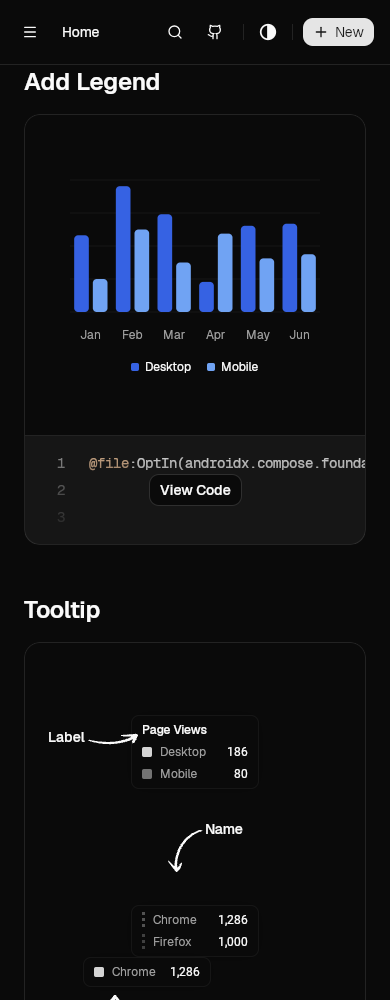 Home
New
Add Legend
Jan Feb Mar Apr May Jun
Desktop Mobile
1 @file:OptIn(androidx.compose.founda
2
View Code
3
Tooltip
Page Views
Label
Desktop 186
Mobile 80
Name
Chrome 1,286
Firefox 1,000
Chrome 1,286